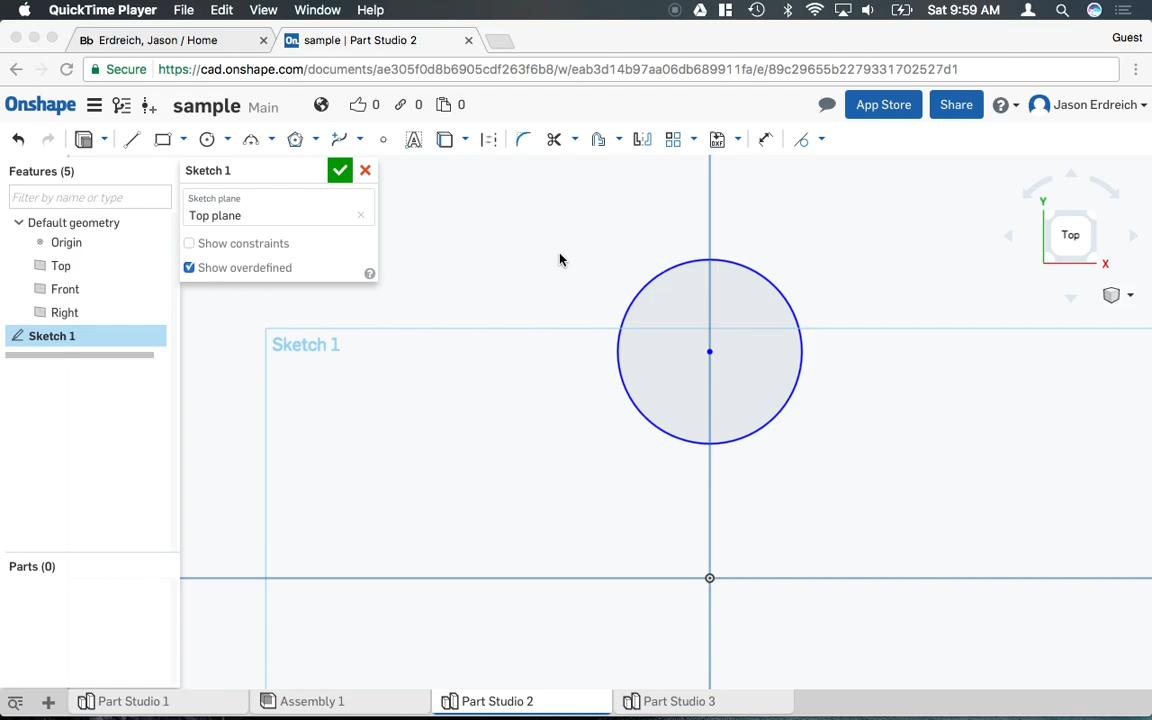 QuickTime Player File Edit View Window Help Sat 9:59 AM
Bb Erdreich, Jason / Home On sample | Part Studio 2 Guest
Secure https://cad.onshape.com/documents/ae305f0d8b6905cdf263f6b8/w/eab3d14b97aa06db689911fa/e/89c29655b2279331702527d1
Onshape sample Main 0 0 0 App Store Share Jason Erdreich
Features (5)
Filter by name or type
Default geometry
Origin
Top
Front
Right
Sketch 1
Sketch 1
Sketch plane
Top plane
Show constraints
Show overdefined
Sketch 1
Y
Top
X
Parts (0)
Part Studio 1 Assembly 1 Part Studio 2 Part Studio 3